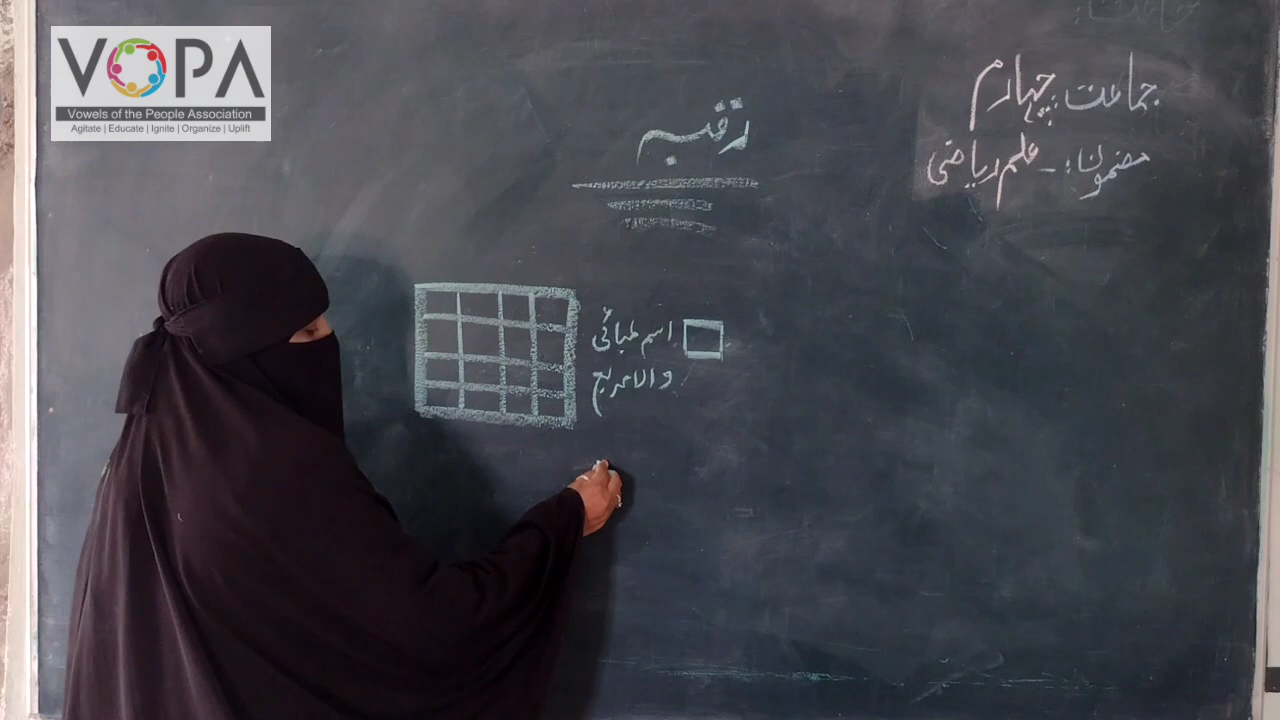 VOPA
Vowels of the People Association
Agitate | Educate | Ignite | Organize | Uplift
جماعت: چہارم
مضمون: ـ علم ریاضی
رقبہ
اسم لمبائی
والا مربع